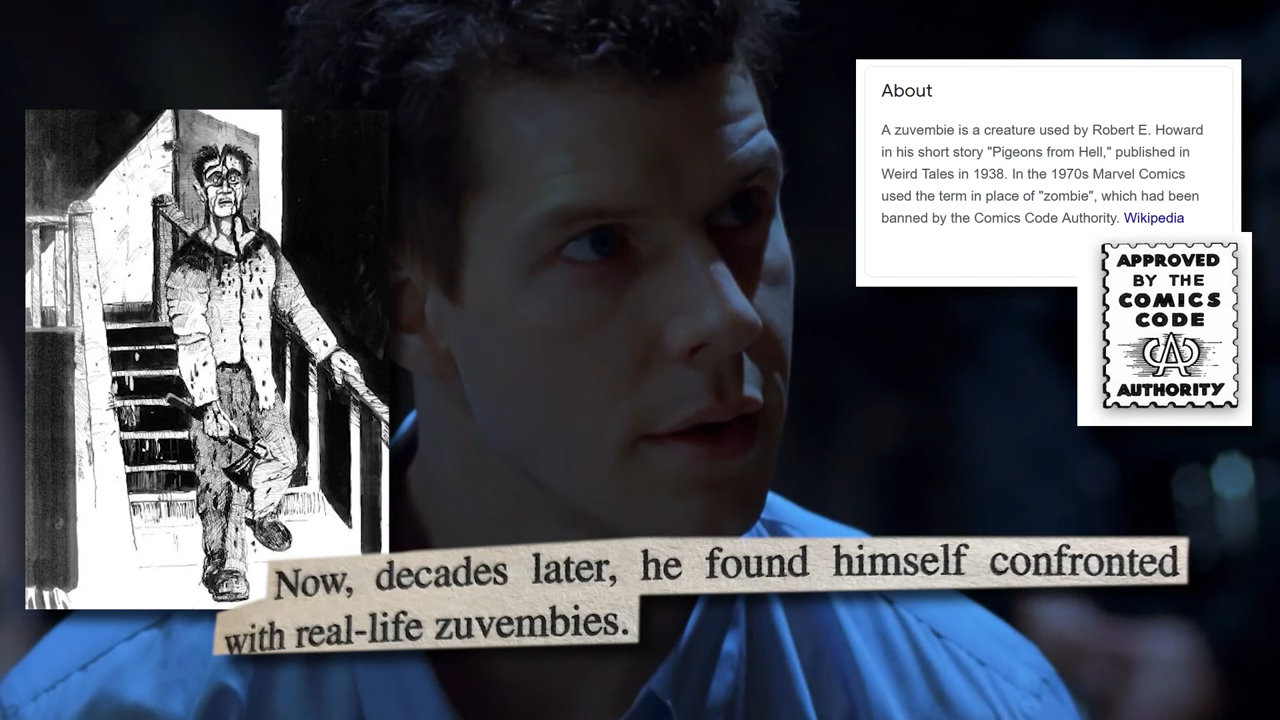 About
A zuvembie is a creature used by Robert E. Howard
in his short story "Pigeons from Hell," published in
Weird Tales in 1938. In the 1970s Marvel Comics
used the term in place of "zombie", which had been
banned by the Comics Code Authority. Wikipedia
APPROVED
BY THE
COMICS
CODE
CA
AUTHORITY
Now, decades later, he found himself confronted
with real-life zuvembies.